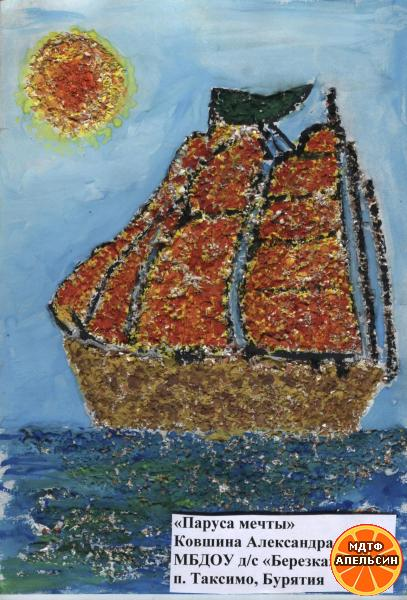 «Паруса мечты»
Ковшина Александра
МБДОУ д/с «Березка
п. Таксимо, Бурятия
МДТФ
АПЕЛЬСИН